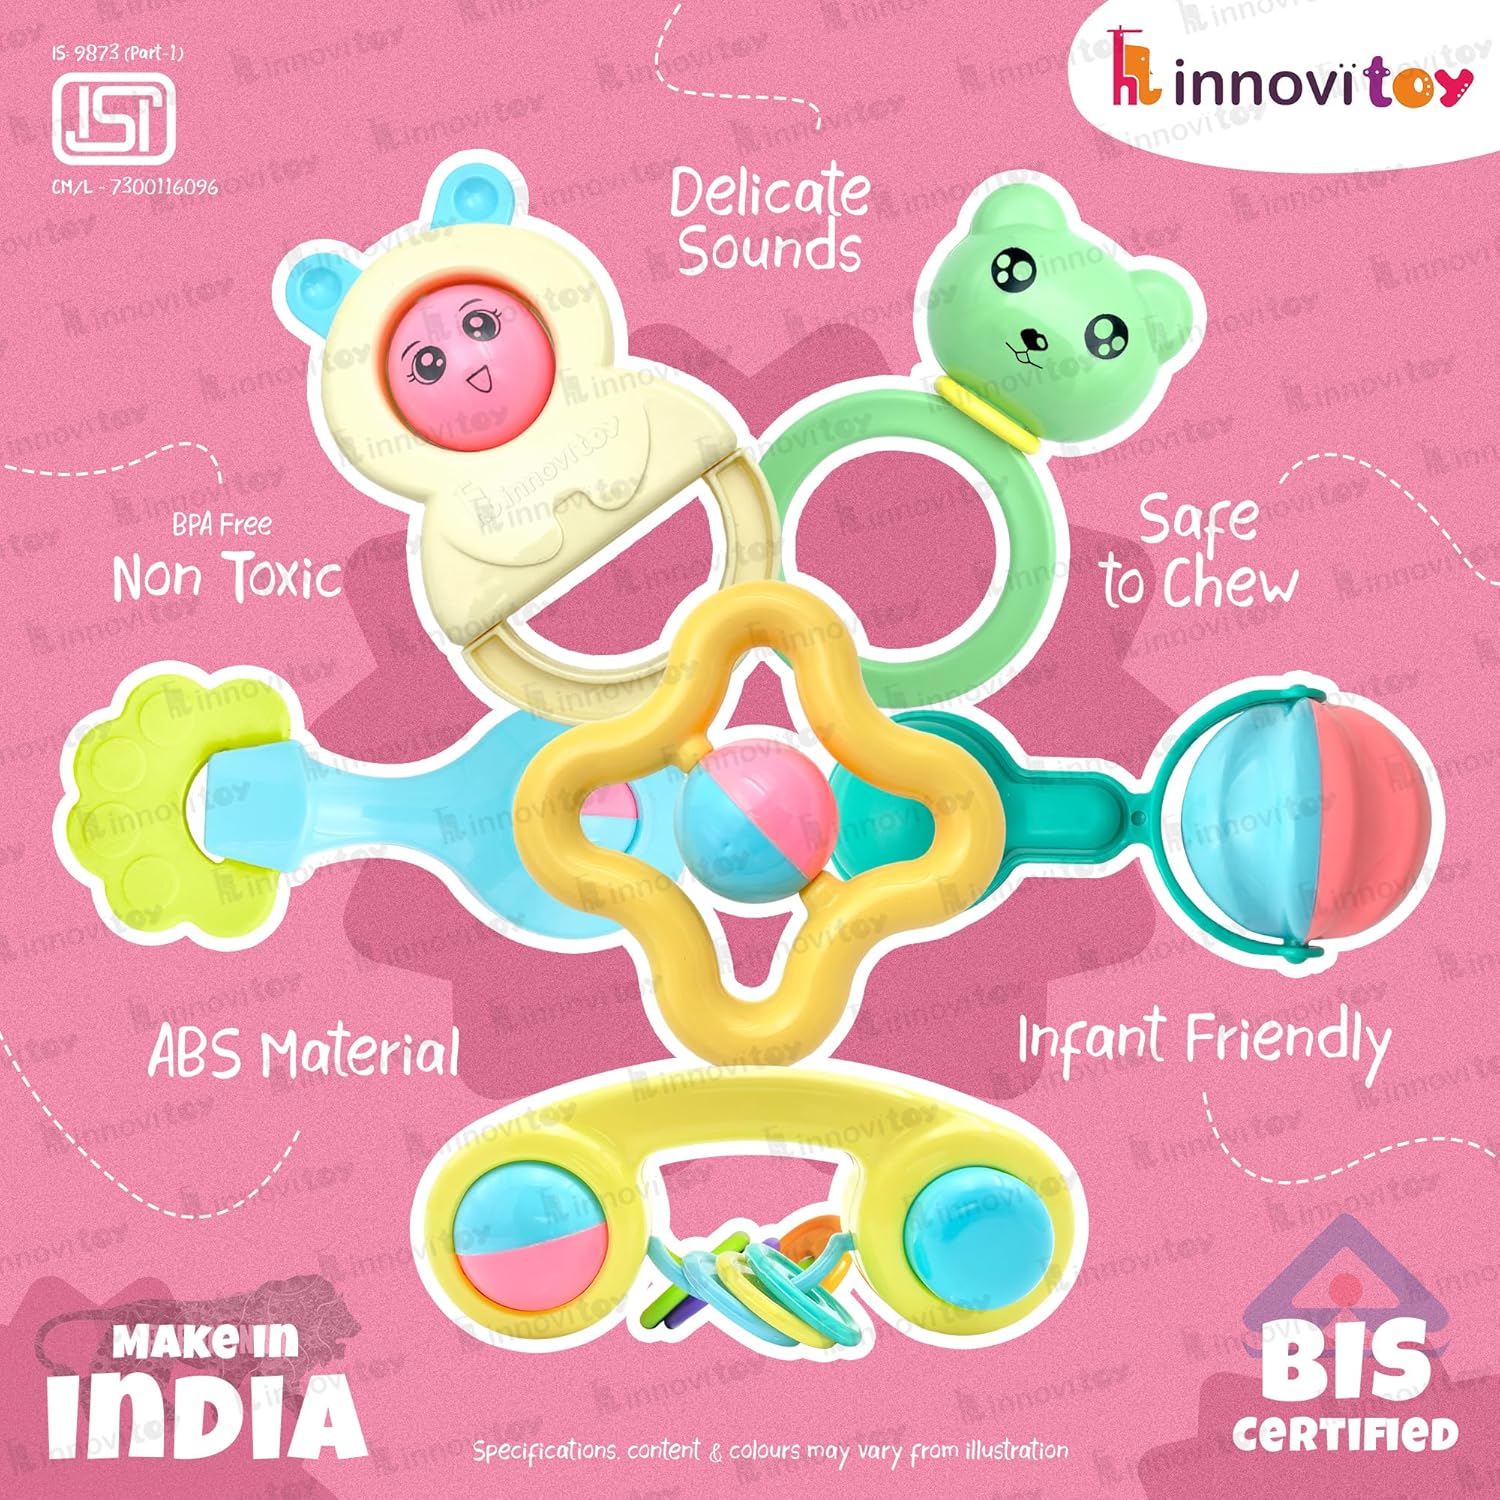 IS: 9873 (Part-1)
ISI
CM/L - 7300116096
innovitoy
Delicate
Sounds
BPA Free
Non Toxic
Safe
to Chew
ABS Material
Infant Friendly
Make in
INDIA
BIS
CERTIFIED
Specifications, content & colours may vary from illustration